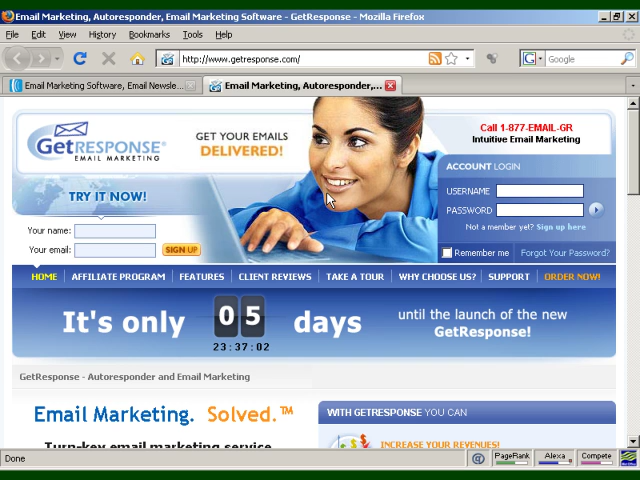 Email Marketing, Autoresponder, Email Marketing Software - GetResponse - Mozilla Firefox
File Edit View History Bookmarks Tools Help
http://www.getresponse.com/
Google
Email Marketing Software, Email Newsle...
Email Marketing, Autoresponder,...
GETRESPONSE®
EMAIL MARKETING
GET YOUR EMAILS
DELIVERED!
Call 1-877-EMAIL-GR
Intuitive Email Marketing
ACCOUNT LOGIN
USERNAME
PASSWORD
Not a member yet? Sign up here
Remember me
Forgot Your Password?
TRY IT NOW!
Your name:
Your email:
SIGN UP
HOME AFFILIATE PROGRAM FEATURES CLIENT REVIEWS TAKE A TOUR WHY CHOOSE US? SUPPORT ORDER NOW!
It's only 05 days
23:37:02
until the launch of the new
GetResponse!
GetResponse - Autoresponder and Email Marketing
Email Marketing. Solved.™
Turn-key email marketing service
WITH GETRESPONSE YOU CAN
INCREASE YOUR REVENUES!
Done
PageRank
Alexa
Compete